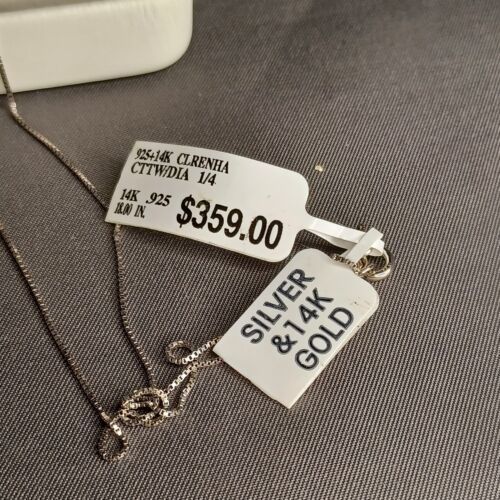 925+14K CLRENHA
CTTW/DIA 1/4
14K .925
18.00 IN.
$359.00
SILVER
&14K
GOLD